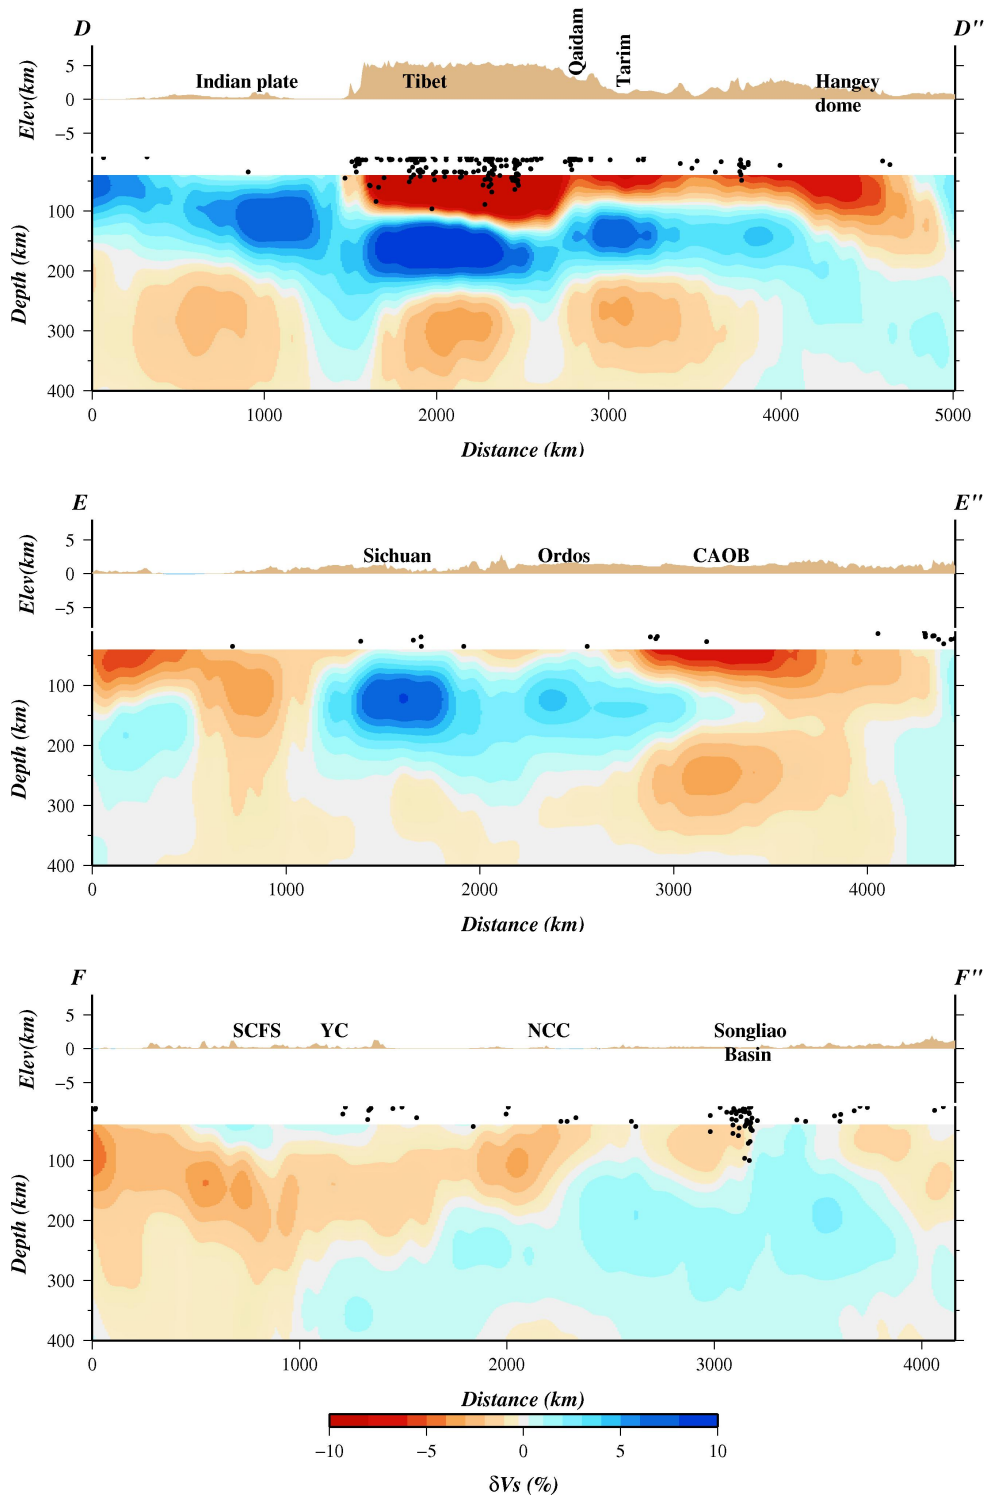 D D''
Qaidam
Tarim
Indian plate Tibet Hangey
dome
Elev(km)
5
0
−5
Depth (km)
100
200
300
400
0 1000 2000 3000 4000 5000
Distance (km)
E E''
Sichuan Ordos CAOB
Elev(km)
5
0
−5
Depth (km)
100
200
300
400
0 1000 2000 3000 4000
Distance (km)
F F''
SCFS YC NCC Songliao
Basin
Elev(km)
5
0
−5
Depth (km)
100
200
300
400
0 1000 2000 3000 4000
Distance (km)
−10 −5 0 5 10
δVs (%)